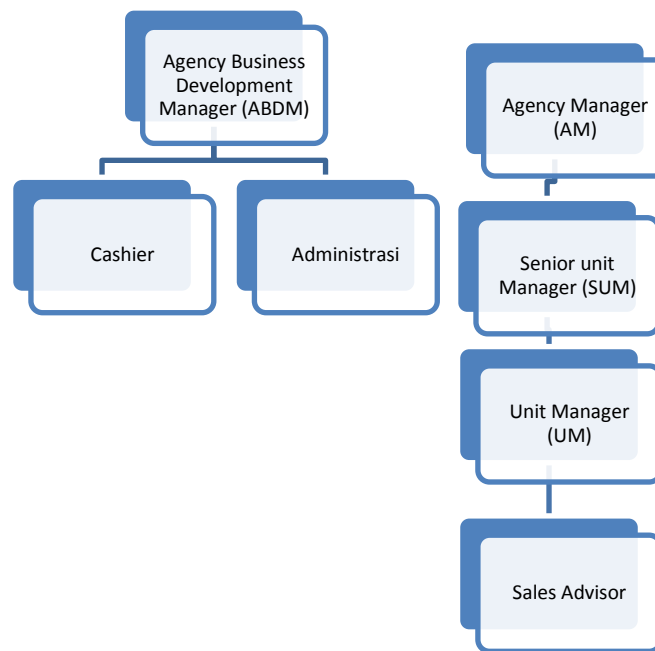 Agency Business
Development
Manager (ABDM)
Agency Manager
(AM)
Cashier
Administrasi
Senior unit
Manager (SUM)
Unit Manager
(UM)
Sales Advisor